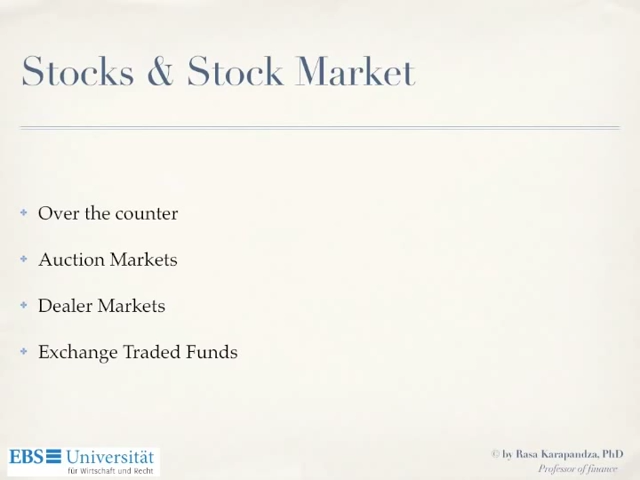 Stocks & Stock Market
Over the counter
Auction Markets
Dealer Markets
Exchange Traded Funds
EBS Universität
für Wirtschaft und Recht
© by Rasa Karapandza, PhD
Professor of finance